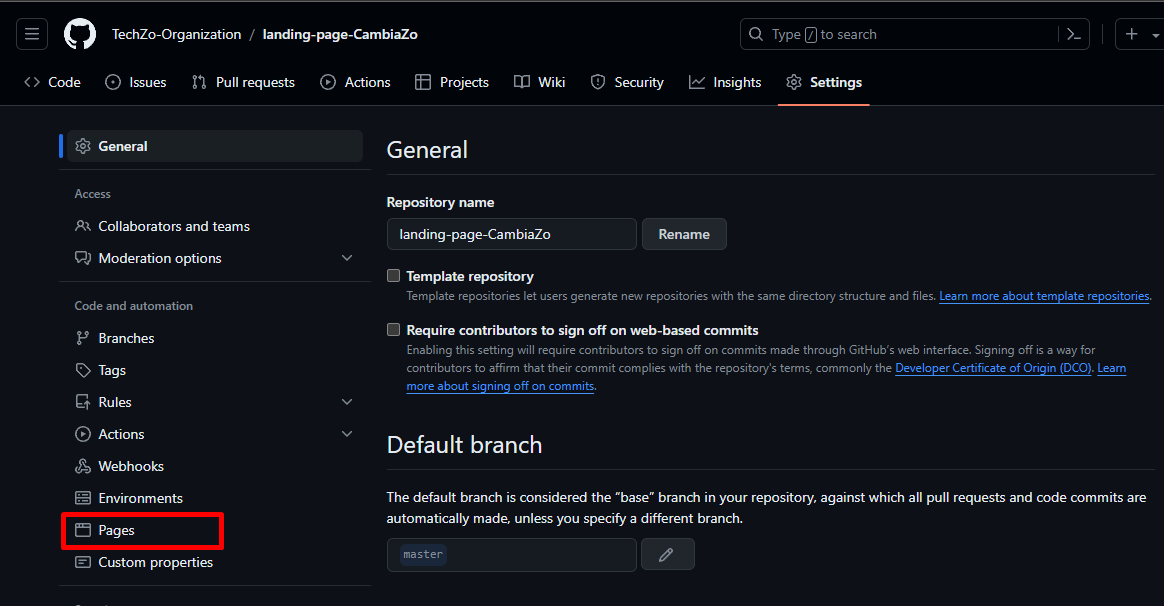 TechZo-Organization / landing-page-CambiaZo
Type / to search
Code Issues Pull requests Actions Projects Wiki Security Insights Settings
General
Access
Collaborators and teams
Moderation options
Code and automation
Branches
Tags
Rules
Actions
Webhooks
Environments
Pages
Custom properties
General
Repository name
landing-page-CambiaZo Rename
Template repository
Template repositories let users generate new repositories with the same directory structure and files. Learn more about template repositories.
Require contributors to sign off on web-based commits
Enabling this setting will require contributors to sign off on commits made through GitHub's web interface. Signing off is a way for
contributors to affirm that their commit complies with the repository's terms, commonly the Developer Certificate of Origin (DCO). Learn
more about signing off on commits.
Default branch
The default branch is considered the “base” branch in your repository, against which all pull requests and code commits are
automatically made, unless you specify a different branch.
master